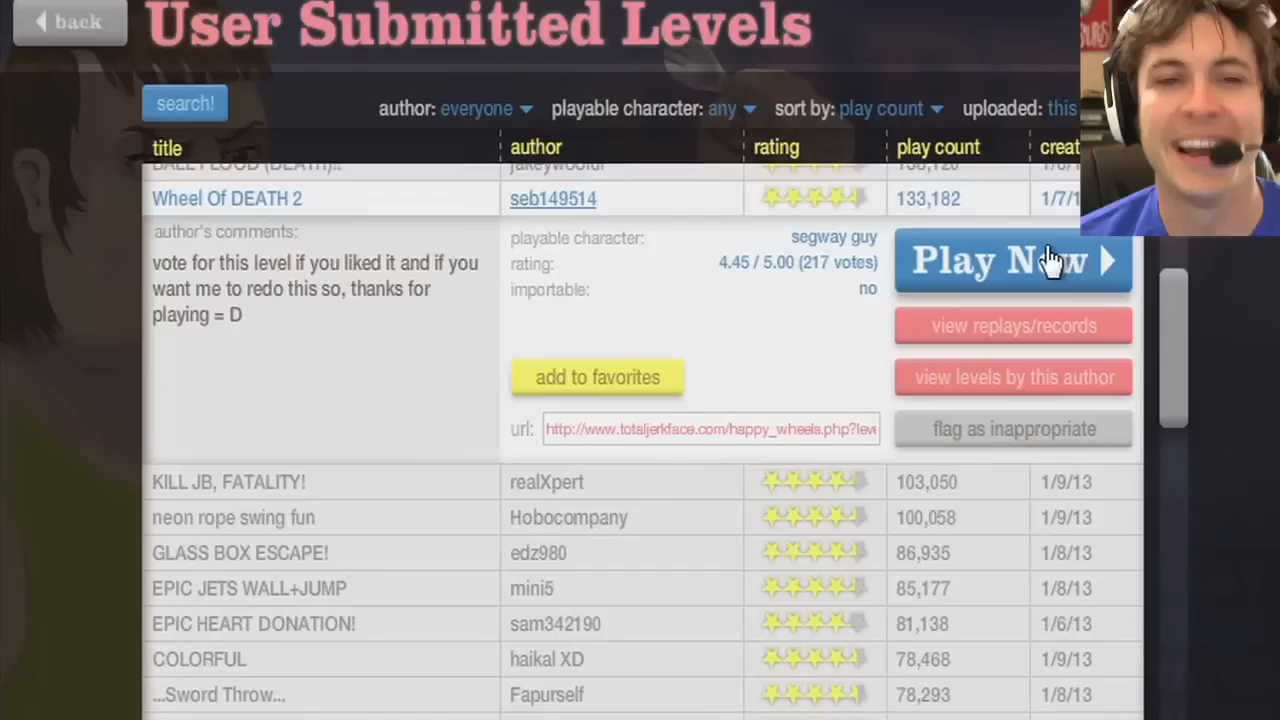 back
User Submitted Levels
search!
author: everyone playable character: any sort by: play count uploaded: this
title author rating play count creat
Wheel Of DEATH 2 seb149514 133,182 1/7/1
author's comments:
vote for this level if you liked it and if you
want me to redo this so, thanks for
playing = D
playable character: segway guy
rating: 4.45 / 5.00 (217 votes)
importable: no
add to favorites
url: http://www.totaljerkface.com/happy_wheels.php?leve
Play Now
view replays/records
view levels by this author
flag as inappropriate
KILL JB, FATALITY! realXpert 103,050 1/9/13
neon rope swing fun Hobocompany 100,058 1/9/13
GLASS BOX ESCAPE! edz980 86,935 1/8/13
EPIC JETS WALL+JUMP mini5 85,177 1/8/13
EPIC HEART DONATION! sam342190 81,138 1/6/13
COLORFUL haikal XD 78,468 1/9/13
...Sword Throw... Fapurself 78,293 1/8/13